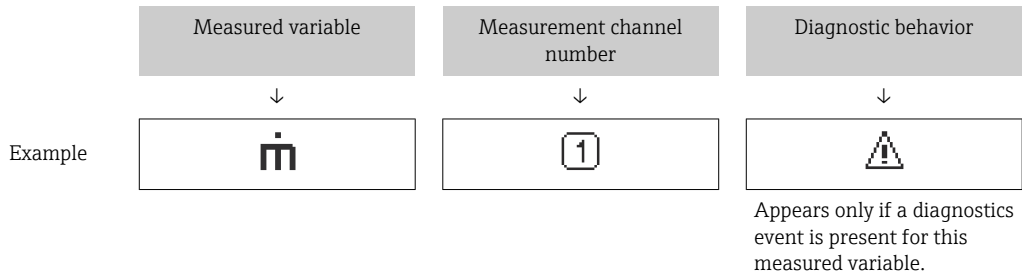 Measured variable
Measurement channel
number
Diagnostic behavior
↓ ↓ ↓
Example
ṁ
1
Appears only if a diagnostics
event is present for this
measured variable.